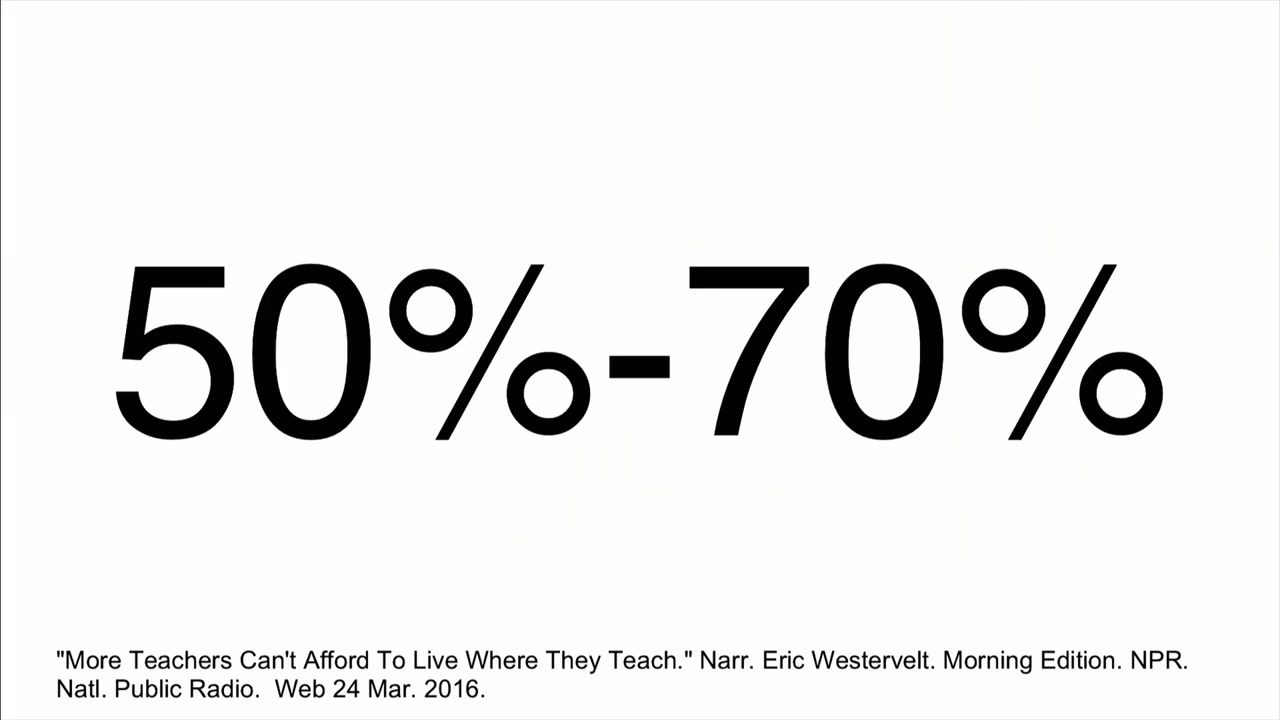 50%-70%
"More Teachers Can't Afford To Live Where They Teach." Narr. Eric Westervelt. Morning Edition. NPR.
Natl. Public Radio.  Web 24 Mar. 2016.